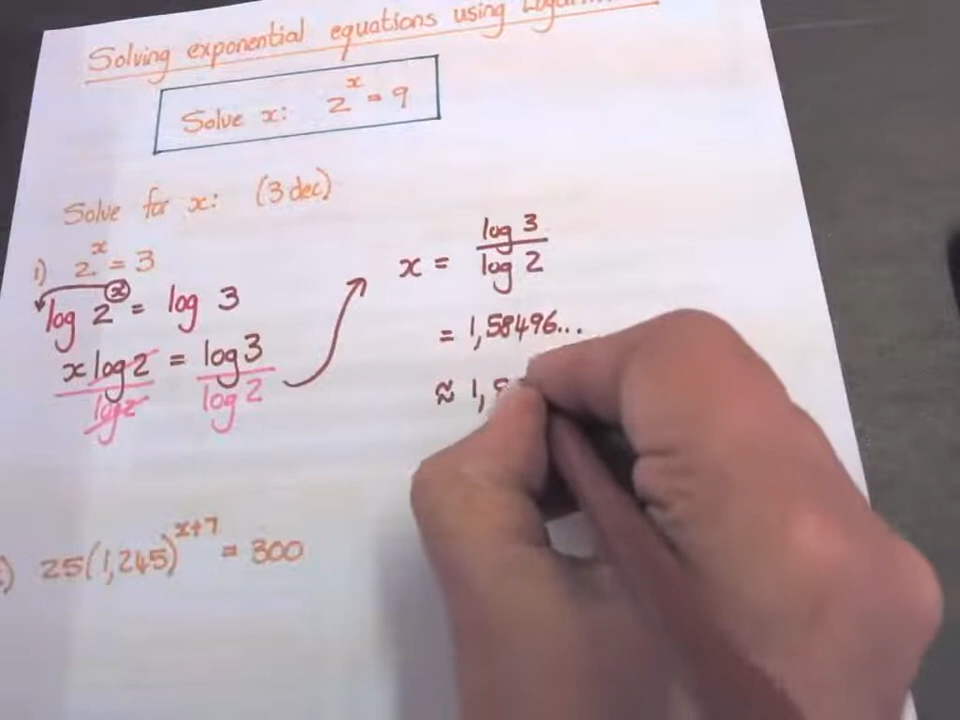 Solving exponential equations using
Solve x: 2^x = 9
Solve for x: (3 dec)
1) 2^x = 3
log 2^x = log 3
x log 2 / log 2 = log 3 / log 2
x = log 3 / log 2
= 1,58496...
≈ 1,
) 25(1,245)^x+7 = 300